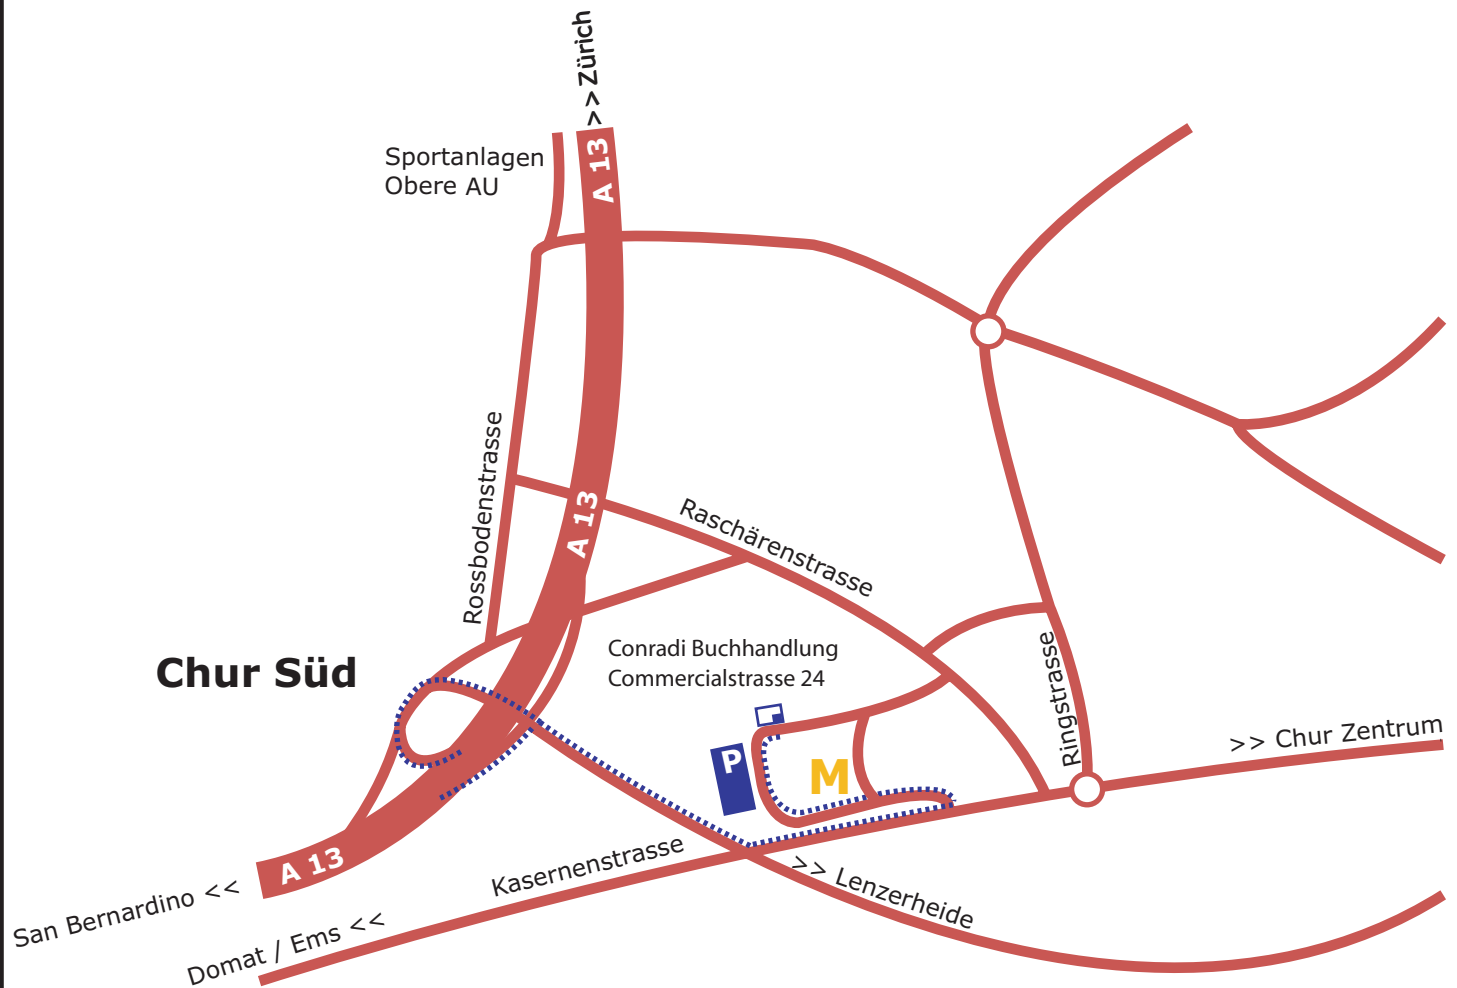 >> Zürich
A 13
Sportanlagen
Obere AU
Rossbodenstrasse
A 13
Raschärenstrasse
Chur Süd
Conradi Buchhandlung
Commercialstrasse 24
Ringstrasse
P
M
>> Chur Zentrum
A 13
Kasernenstrasse
>> Lenzerheide
San Bernardino <<
Domat / Ems <<